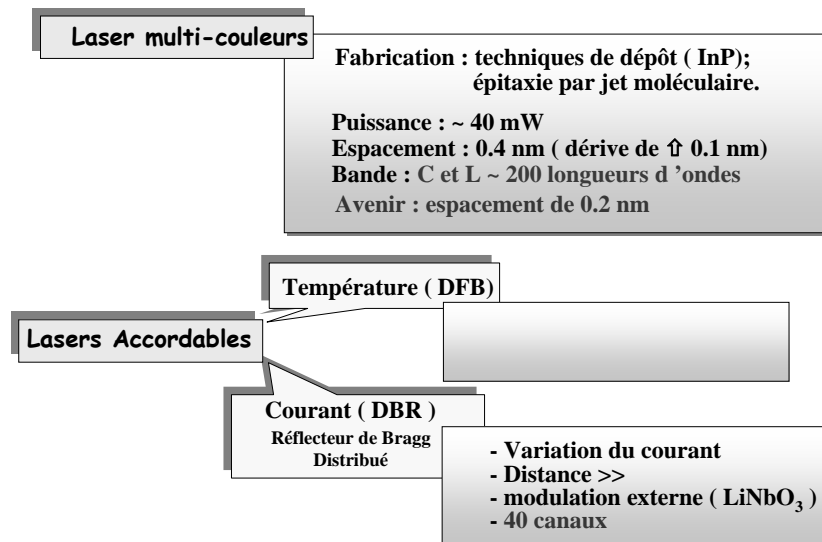 Laser multi-couleurs
Fabrication : techniques de dépôt ( InP);
épitaxie par jet moléculaire.
Puissance : ~ 40 mW
Espacement : 0.4 nm ( dérive de ⇧ 0.1 nm)
Bande : C et L ~ 200 longueurs d ’ondes
Avenir : espacement de 0.2 nm
Température ( DFB)
Lasers Accordables
Courant ( DBR )
Réflecteur de Bragg
Distribué
- Variation du courant
- Distance >>
- modulation externe ( LiNbO₃ )
- 40 canaux